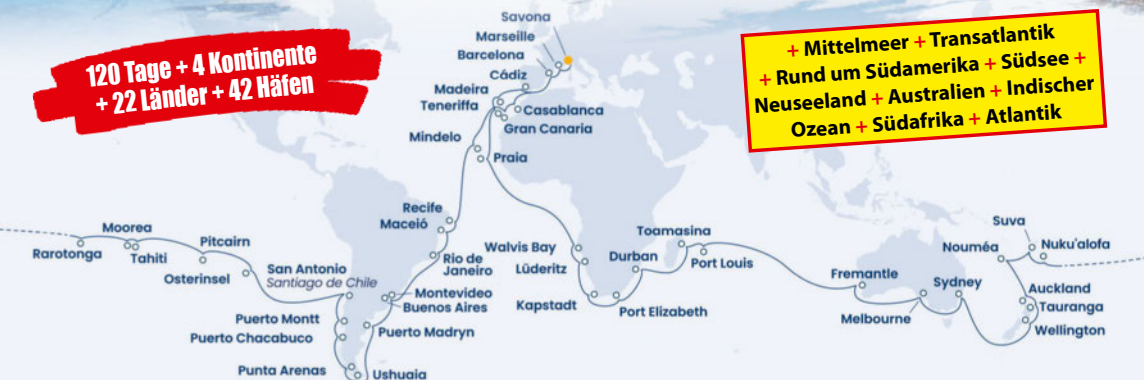 120 Tage + 4 Kontinente
+ 22 Länder + 42 Häfen
+ Mittelmeer + Transatlantik
+ Rund um Südamerika + Südsee +
Neuseeland + Australien + Indischer
Ozean + Südafrika + Atlantik
Savona
Marseille
Barcelona
Cádiz
Madeira
Teneriffa
Casablanca
Gran Canaria
Mindelo
Praia
Recife
Maceió
Rio de
Janeiro
Montevideo
Buenos Aires
Puerto Madryn
Ushuaia
Punta Arenas
Puerto Chacabuco
Puerto Montt
San Antonio
Santiago de Chile
Osterinsel
Pitcairn
Tahiti
Moorea
Rarotonga
Nuku'alofa
Suva
Nouméa
Auckland
Tauranga
Wellington
Sydney
Melbourne
Fremantle
Port Louis
Toamasina
Durban
Port Elizabeth
Kapstadt
Lüderitz
Walvis Bay